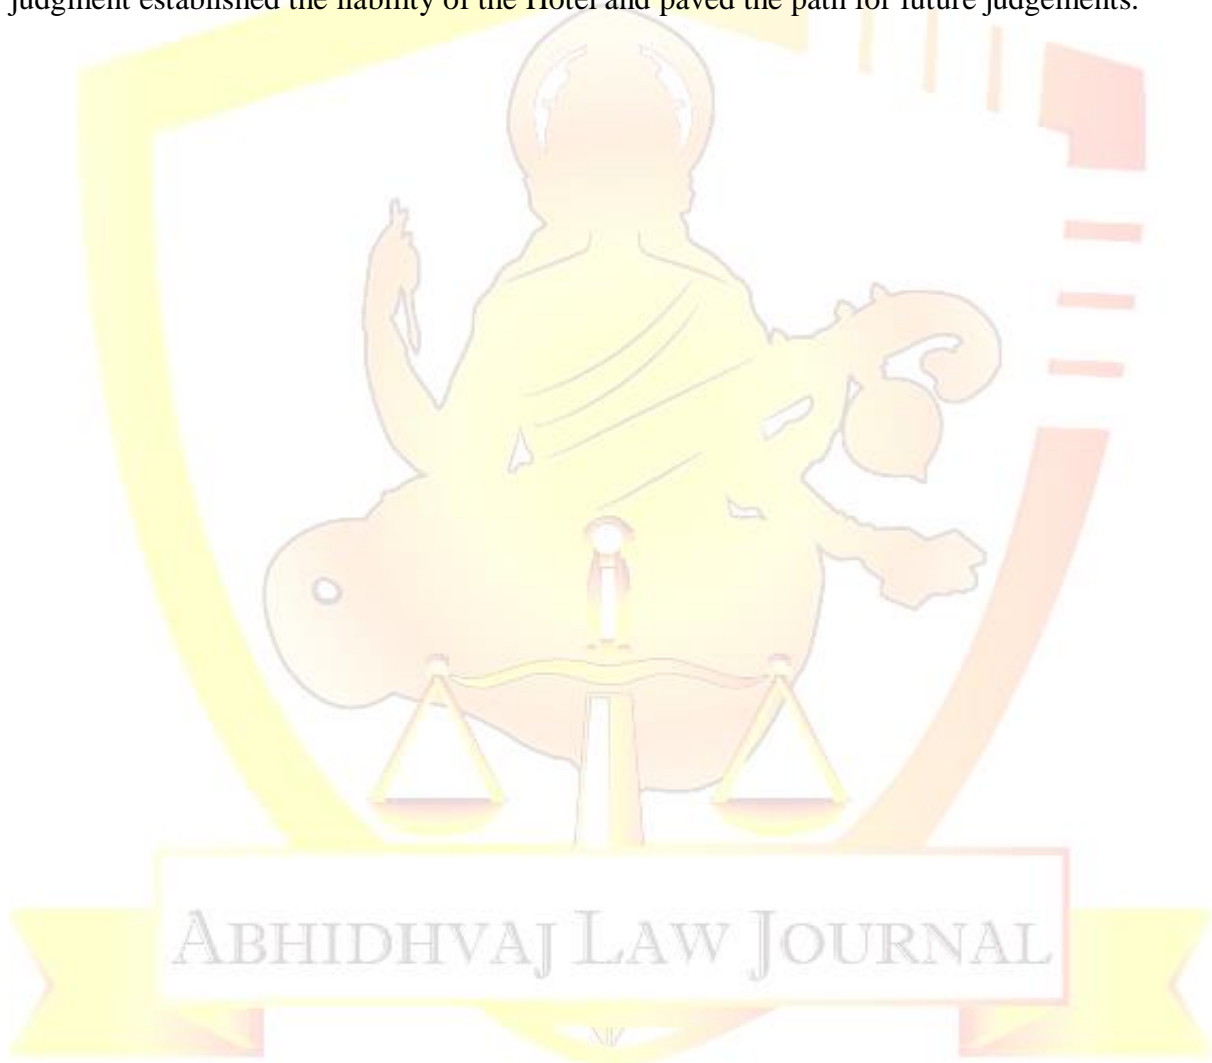 judgment established the liability of the Hotel and paved the path for future judgements.
ABHIDHVAJ LAW JOURNAL